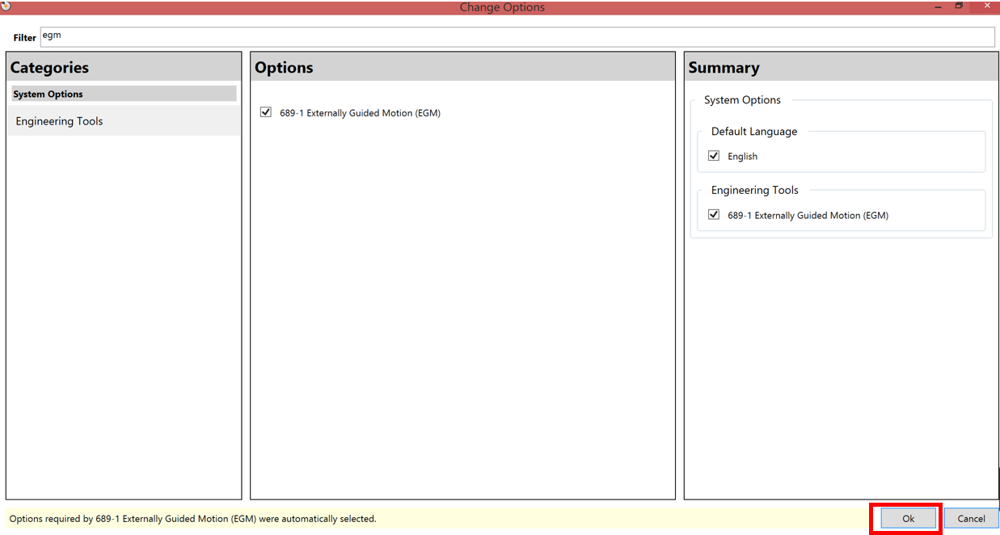 Change Options
Filter egm
Categories
System Options
Engineering Tools
Options
689-1 Externally Guided Motion (EGM)
Summary
System Options
Default Language
English
Engineering Tools
689-1 Externally Guided Motion (EGM)
Options required by 689-1 Externally Guided Motion (EGM) were automatically selected.
Ok Cancel